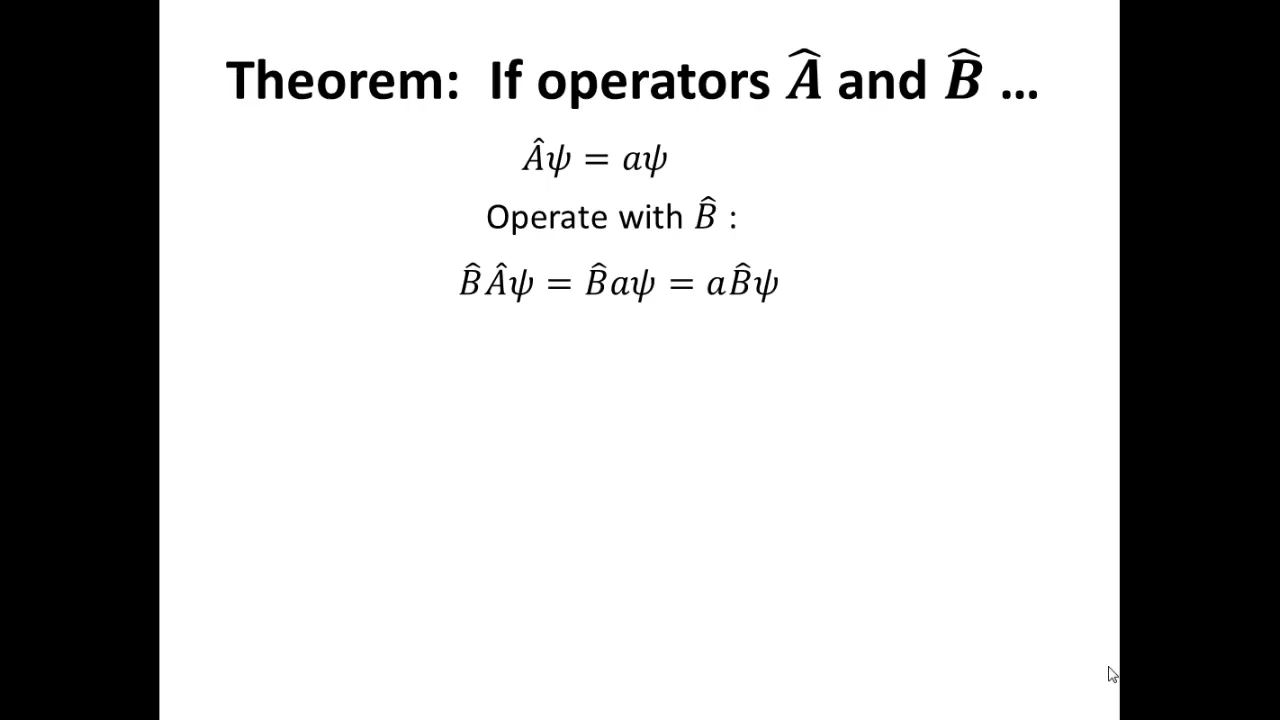 Theorem: If operators Â and B̂ ...
Âψ = aψ
Operate with B̂ :
B̂Âψ = B̂aψ = aB̂ψ